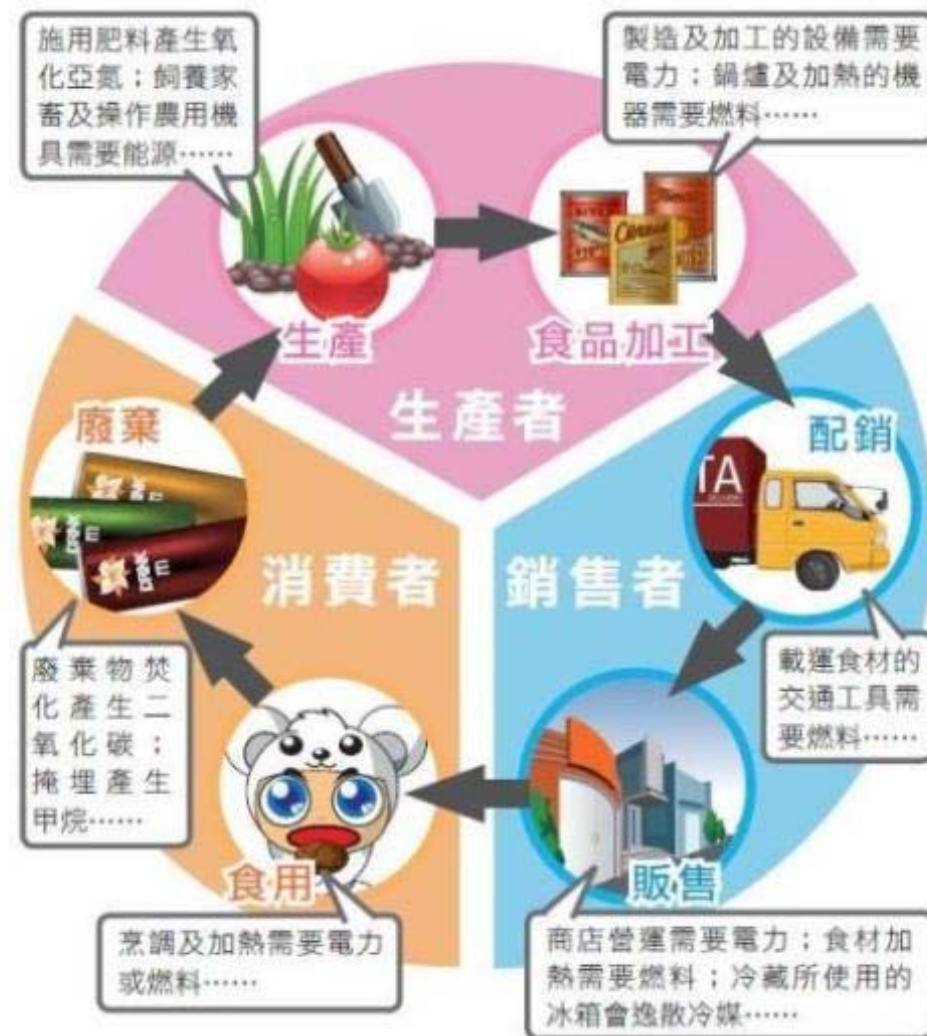 施用肥料產生氧
化亞氮；飼養家
畜及操作農用機
具需要能源……
製造及加工的設備需要
電力；鍋爐及加熱的機
器需要燃料……
生產
食品加工
生產者
廢棄
配銷
TA
消費者
銷售者
廢棄物焚
化產生二
氧化碳；
掩埋產生
甲烷……
載運食材的
交通工具需
要燃料……
食用
販售
烹調及加熱需要電力
或燃料……
商店營運需要電力；食材加
熱需要燃料；冷藏所使用的
冰箱會逸散冷媒……